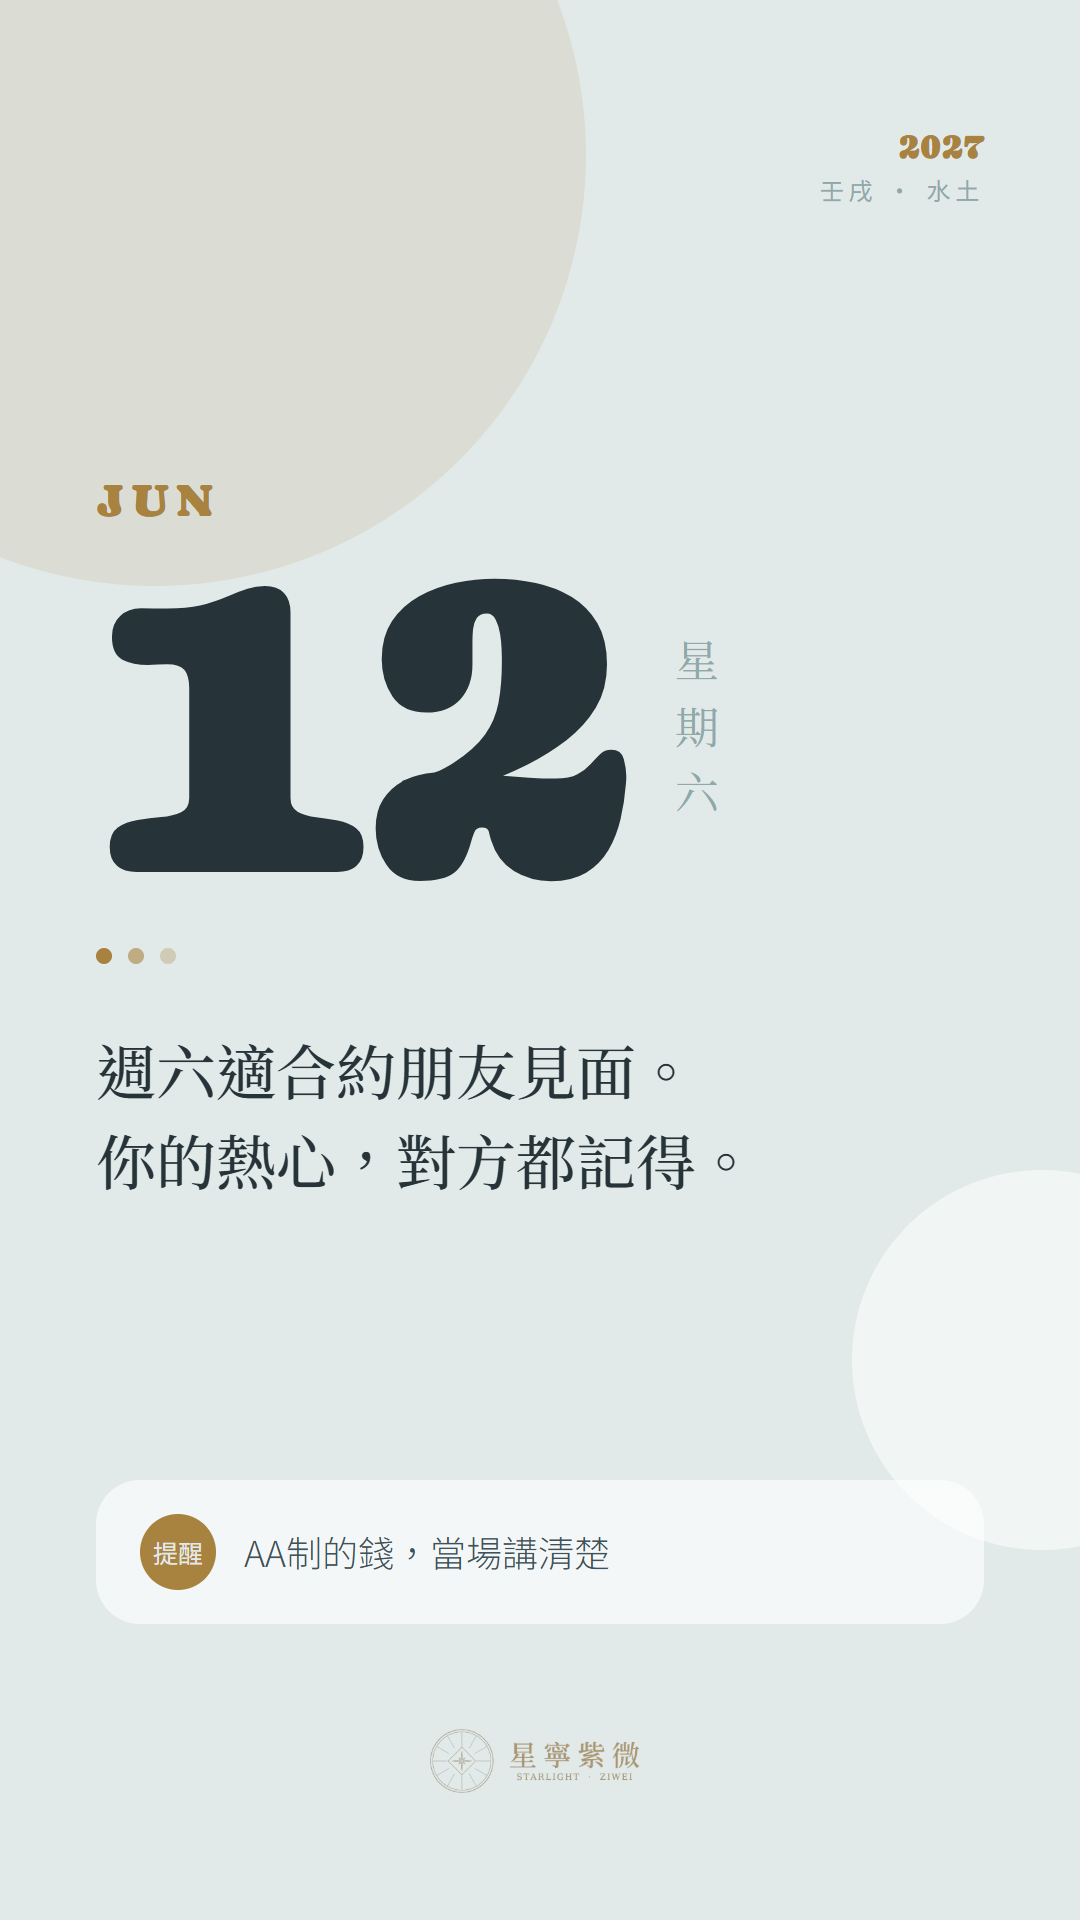 2027
壬戌 · 水土
JUN
12
星期六
週六適合約朋友見面。
你的熱心，對方都記得。
提醒
AA制的錢，當場講清楚
星寧紫微
STARLIGHT · ZIWEI